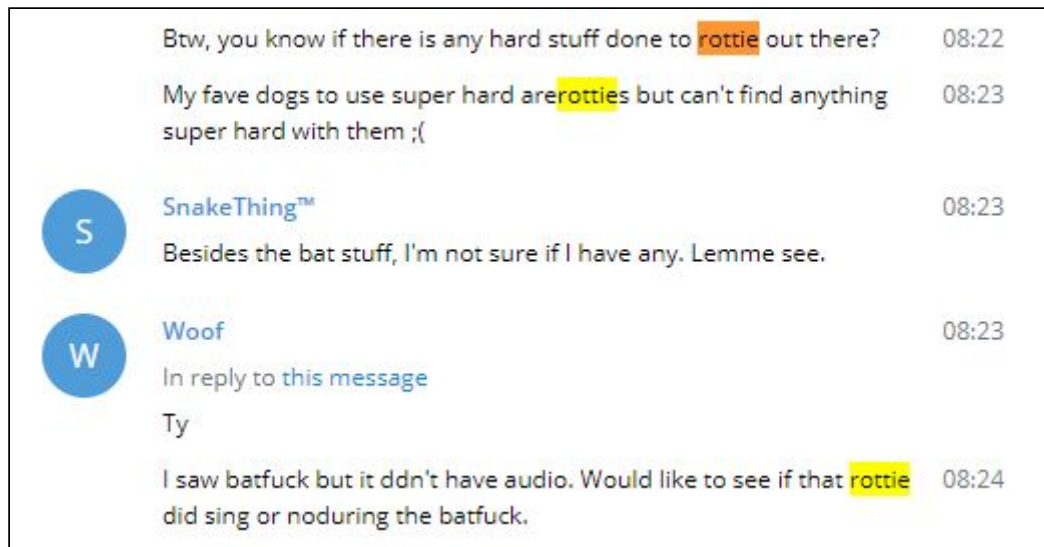 Btw, you know if there is any hard stuff done to rottie out there? 08:22
My fave dogs to use super hard arerotties but can't find anything 08:23
super hard with them ;(
SnakeThing™ 08:23
S
Besides the bat stuff, I'm not sure if I have any. Lemme see.
Woof 08:23
W
In reply to this message
Ty
I saw batfuck but it ddn't have audio. Would like to see if that rottie 08:24
did sing or noduring the batfuck.